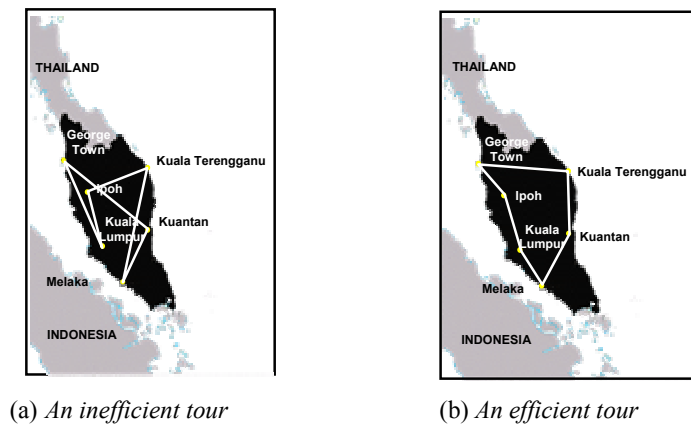 THAILAND
George
Town
Kuala Terengganu
Ipoh
Kuala
Lumpur
Kuantan
Melaka
INDONESIA
(a) An inefficient tour
THAILAND
George
Town
Kuala Terengganu
Ipoh
Kuala
Lumpur
Kuantan
Melaka
INDONESIA
(b) An efficient tour